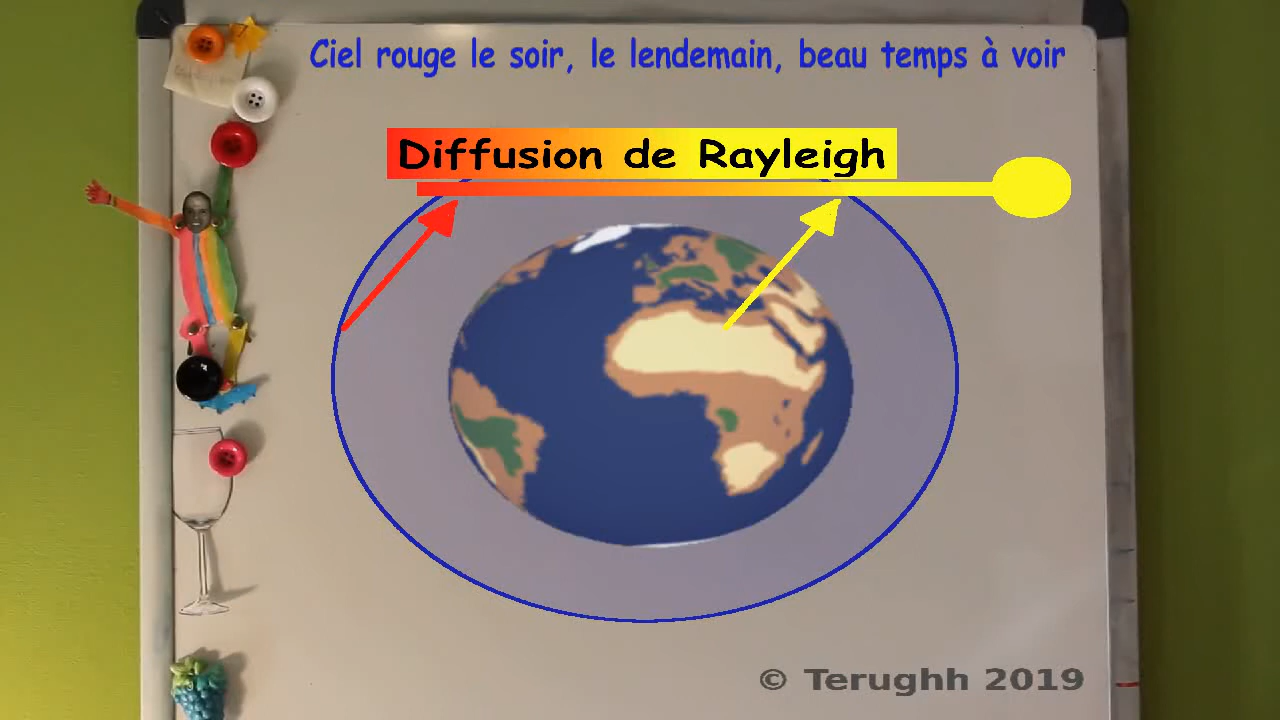 Ciel rouge le soir, le lendemain, beau temps à voir
Diffusion de Rayleigh
© Terughh 2019